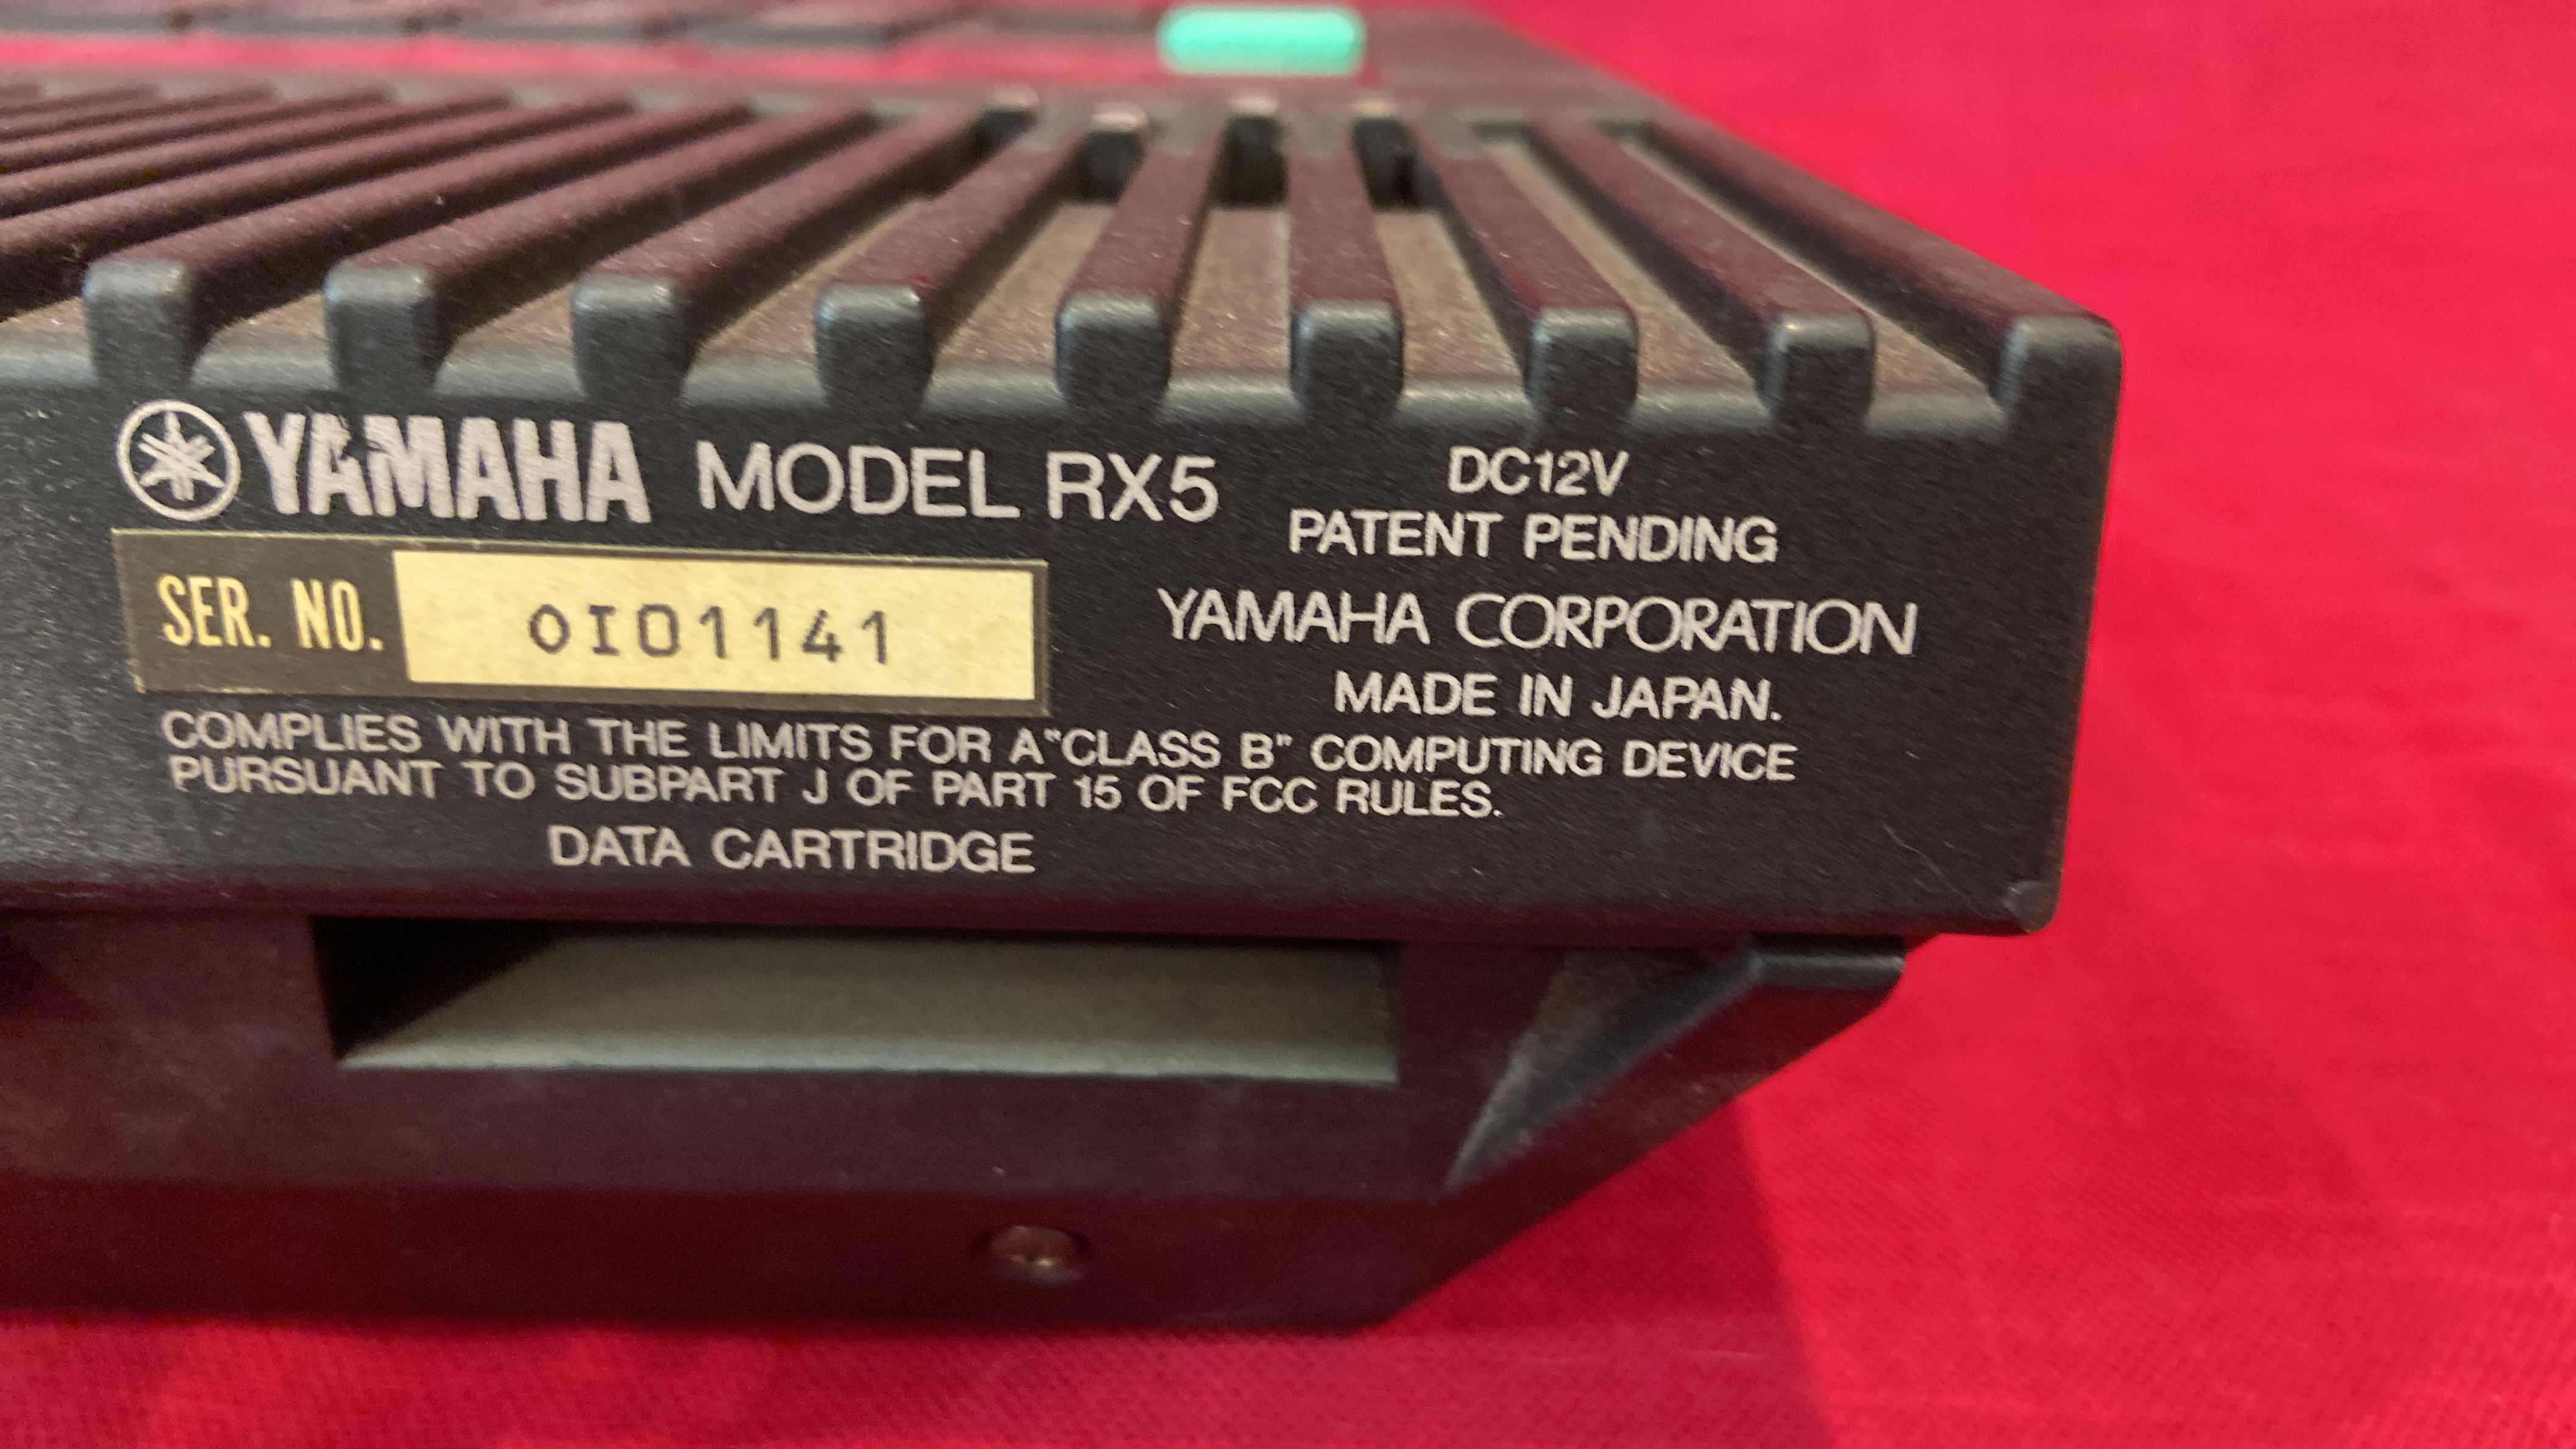 YAMAHA MODEL RX5
DC12V
PATENT PENDING
SER. NO. OI01141
YAMAHA CORPORATION
MADE IN JAPAN.
COMPLIES WITH THE LIMITS FOR A "CLASS B" COMPUTING DEVICE
PURSUANT TO SUBPART J OF PART 15 OF FCC RULES.
DATA CARTRIDGE